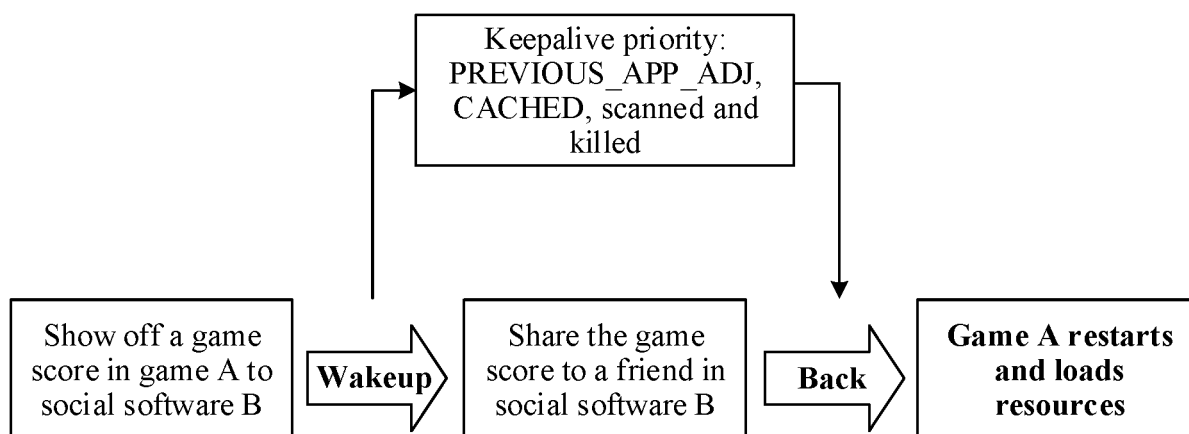 Keepalive priority:
PREVIOUS_APP_ADJ,
CACHED, scanned and
killed
Show off a game
score in game A to
social software B
Wakeup
Share the game
score to a friend in
social software B
Back
Game A restarts
and loads
resources